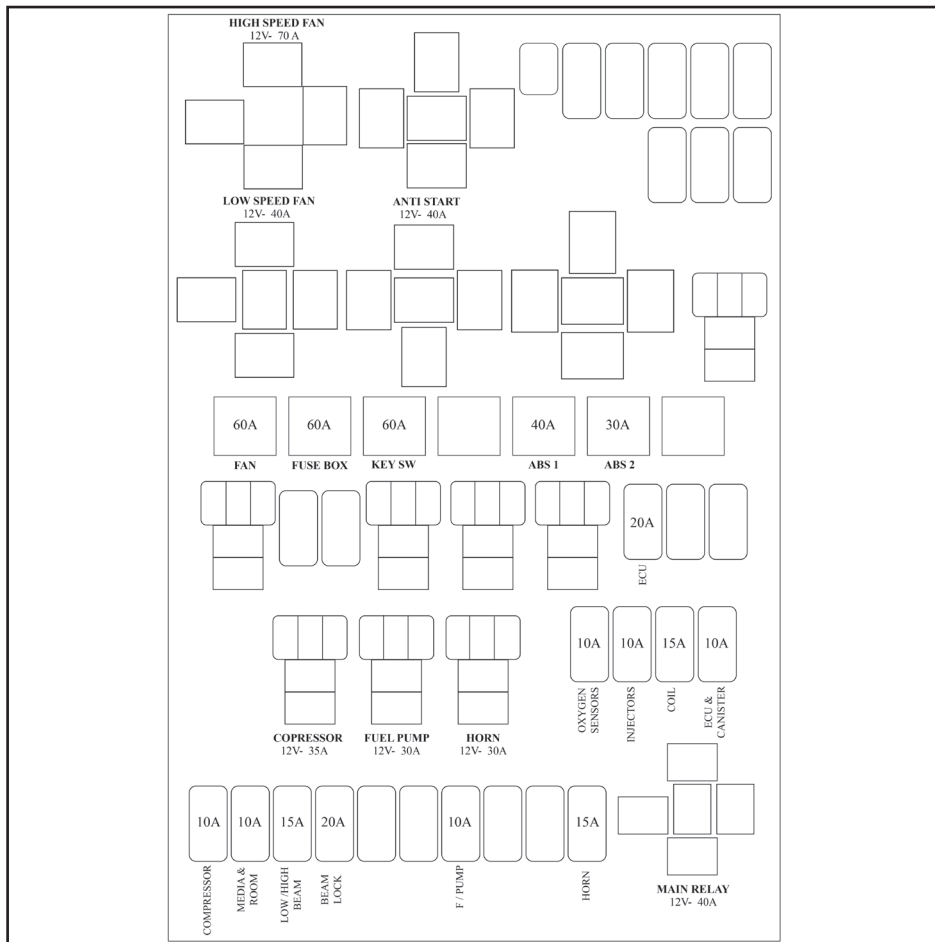 HIGH SPEED FAN
12V- 70 A
LOW SPEED FAN
12V- 40A
ANTI START
12V- 40A
60A
60A
60A
40A
30A
FAN
FUSE BOX
KEY SW
ABS 1
ABS 2
20A
ECU
10A
10A
15A
10A
OXYGEN
SENSORS
INJECTORS
COIL
ECU &
CANISTER
COPRESSOR
12V- 35A
FUEL PUMP
12V- 30A
HORN
12V- 30A
10A
10A
15A
20A
10A
15A
COMPRESSOR
MEDIA &
ROOM
LOW /HIGH
BEAM
BEAM
LOCK
F / PUMP
HORN
MAIN RELAY
12V- 40A